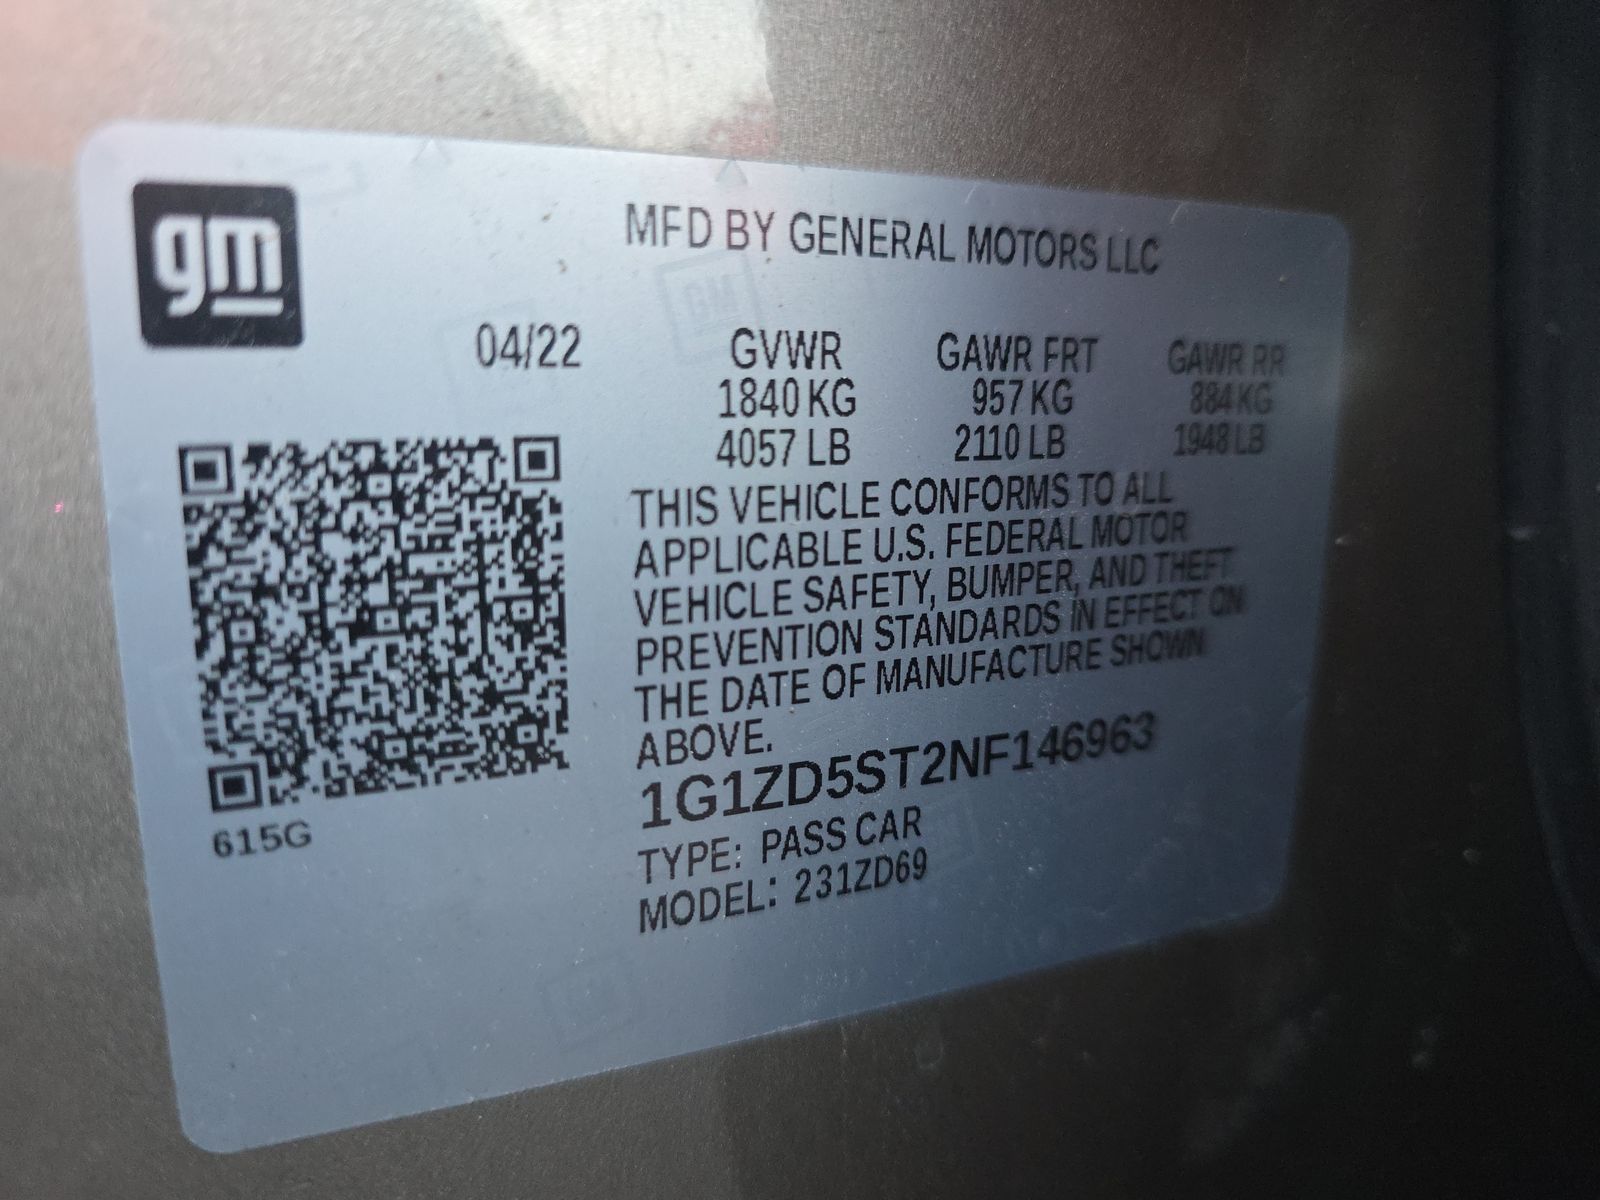 gm
MFD BY GENERAL MOTORS LLC
04/22 GVWR GAWR FRT GAWR RR
1840 KG 957 KG 884 KG
4057 LB 2110 LB 1948 LB
THIS VEHICLE CONFORMS TO ALL
APPLICABLE U.S. FEDERAL MOTOR
VEHICLE SAFETY, BUMPER, AND THEFT
PREVENTION STANDARDS IN EFFECT ON
THE DATE OF MANUFACTURE SHOWN
ABOVE.
1G1ZD5ST2NF146963
TYPE: PASS CAR
MODEL: 231ZD69
615G
GM